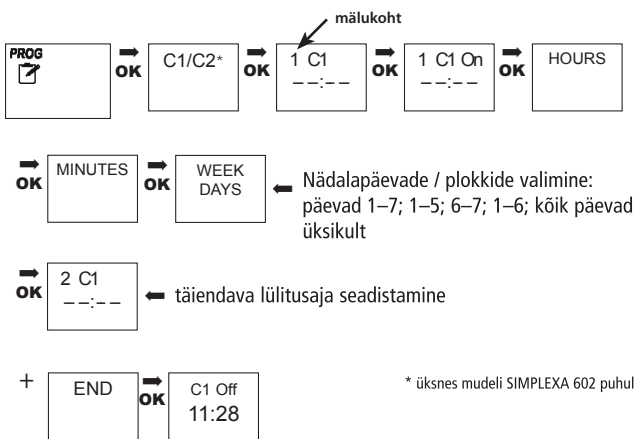 mälukoht
PROG
OK
C1/C2*
OK
1 C1
--:--
OK
1 C1 On
--:--
OK
HOURS
OK
MINUTES
OK
WEEK
DAYS
Nädalapäevade / plokkide valimine:
päevad 1–7; 1–5; 6–7; 1–6; kõik päevad
üksikult
OK
2 C1
--:--
täiendava lülitusaja seadistamine
+
END
OK
C1 Off
11:28
* üksnes mudeli SIMPLEXA 602 puhul